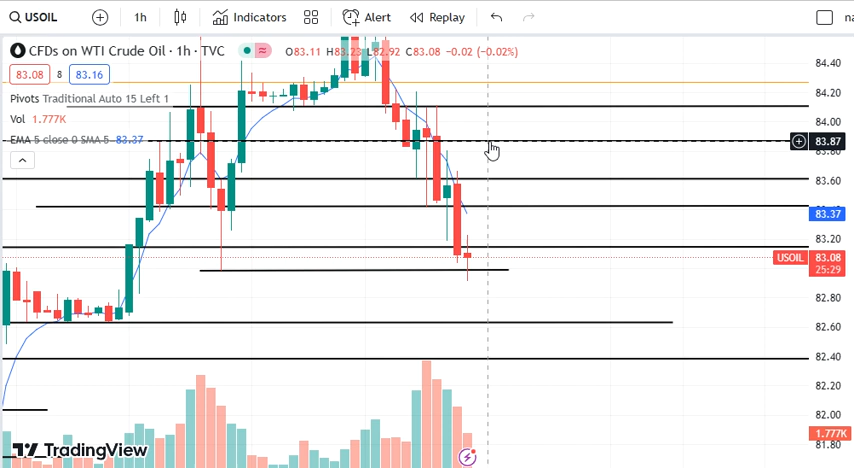 USOIL 1h Indicators Alert Replay
CFDs on WTI Crude Oil · 1h · TVC O83.11 H83.23 L82.92 C83.08 −0.02 (−0.02%)
83.08 8 83.16
Pivots Traditional Auto 15 Left 1
Vol 1.777K
EMA 5 close 0 SMA 5 83.37
84.40
84.20
84.00
83.87
83.80
83.60
83.37
83.20
USOIL 83.08
25:29
82.80
82.60
82.40
82.20
82.00
1.777K
81.80
TradingView